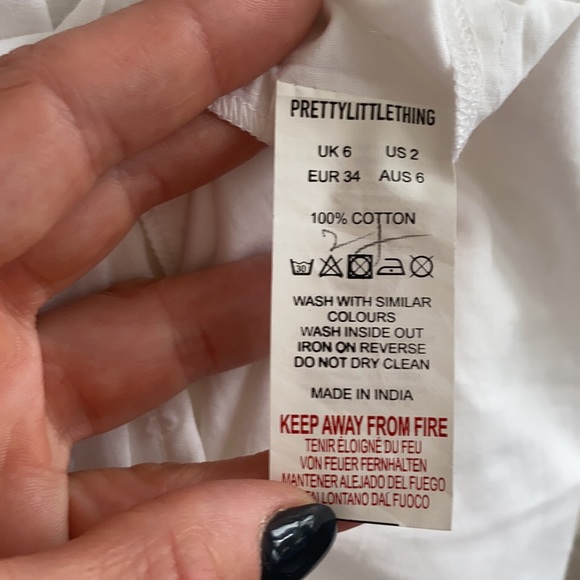 PRETTYLITTLETHING
UK 6 US 2
EUR 34 AUS 6
100% COTTON
30
WASH WITH SIMILAR
COLOURS
WASH INSIDE OUT
IRON ON REVERSE
DO NOT DRY CLEAN
MADE IN INDIA
KEEP AWAY FROM FIRE
TENIR ÉLOIGNÉ DU FEU
VON FEUER FERNHALTEN
MANTENER ALEJADO DEL FUEGO
LONTANO DAL FUOCO